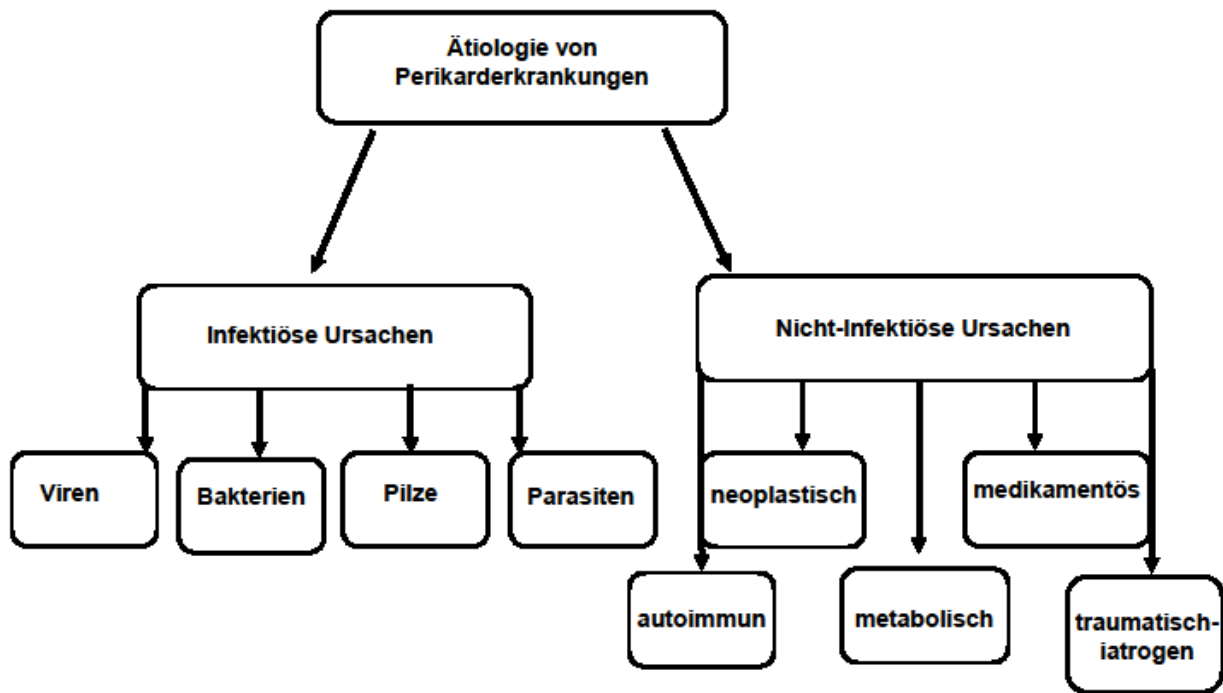 Ätiologie von
Perikarderkrankungen
Infektiöse Ursachen
Nicht-Infektiöse Ursachen
Viren
Bakterien
Pilze
Parasiten
neoplastisch
medikamentös
autoimmun
metabolisch
traumatisch-
iatrogen